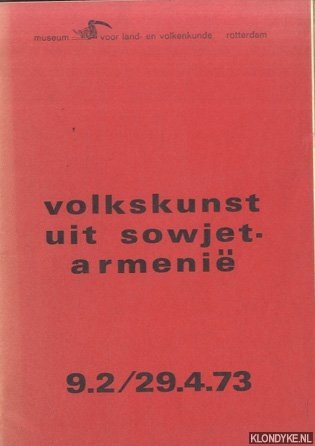 museum voor land- en volkenkunde rotterdam
volkskunst
uit sowjet-
armenië
9.2/29.4.73
KLONDYKE.NL